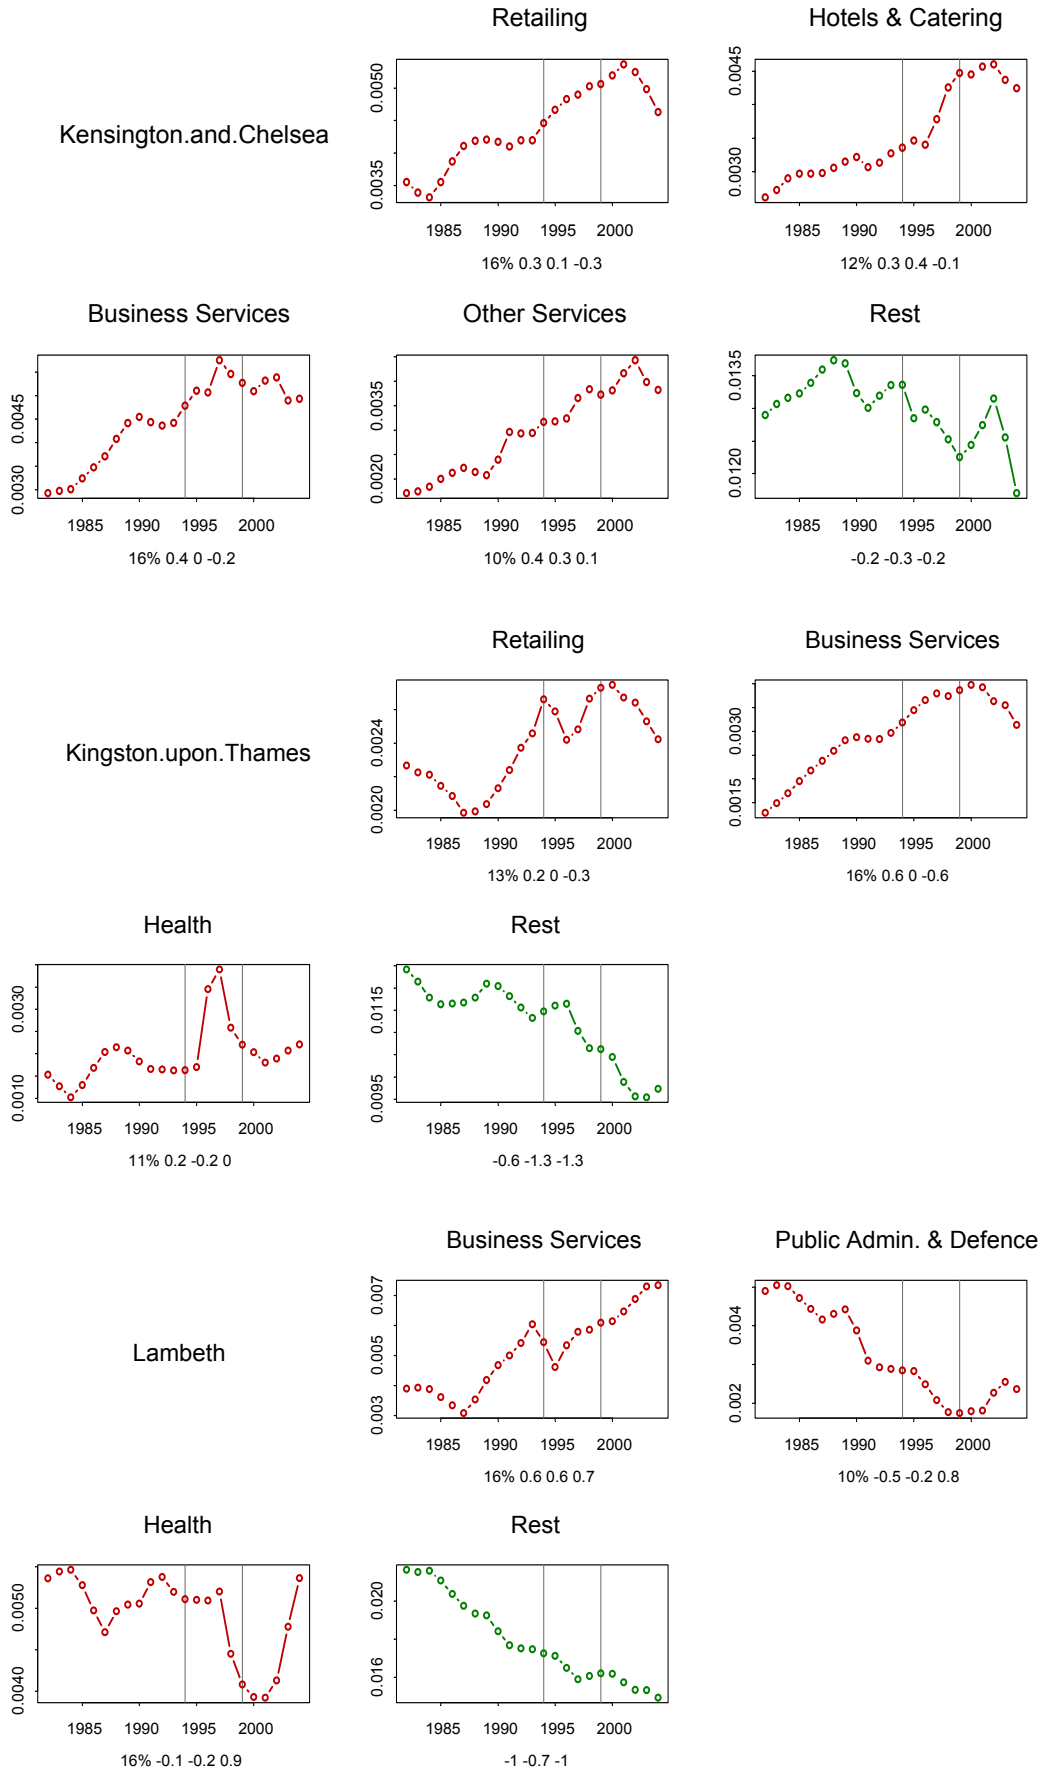 Retailing Hotels & Catering
Kensington.and.Chelsea
0.0035 0.0050
1985 1990 1995 2000
16% 0.3 0.1 -0.3
0.0030 0.0045
1985 1990 1995 2000
12% 0.3 0.4 -0.1
Business Services Other Services Rest
0.0030 0.0045
1985 1990 1995 2000
16% 0.4 0 -0.2
0.0020 0.0035
1985 1990 1995 2000
10% 0.4 0.3 0.1
0.0120 0.0135
1985 1990 1995 2000
-0.2 -0.3 -0.2
Retailing Business Services
Kingston.upon.Thames
0.0020 0.0024
1985 1990 1995 2000
13% 0.2 0 -0.3
0.0015 0.0030
1985 1990 1995 2000
16% 0.6 0 -0.6
Health Rest
0.0010 0.0030
1985 1990 1995 2000
11% 0.2 -0.2 0
0.0095 0.0115
1985 1990 1995 2000
-0.6 -1.3 -1.3
Business Services Public Admin. & Defence
Lambeth
0.003 0.005 0.007
1985 1990 1995 2000
16% 0.6 0.6 0.7
0.002 0.004
1985 1990 1995 2000
10% -0.5 -0.2 0.8
Health Rest
0.0040 0.0050
1985 1990 1995 2000
16% -0.1 -0.2 0.9
0.016 0.020
1985 1990 1995 2000
-1 -0.7 -1